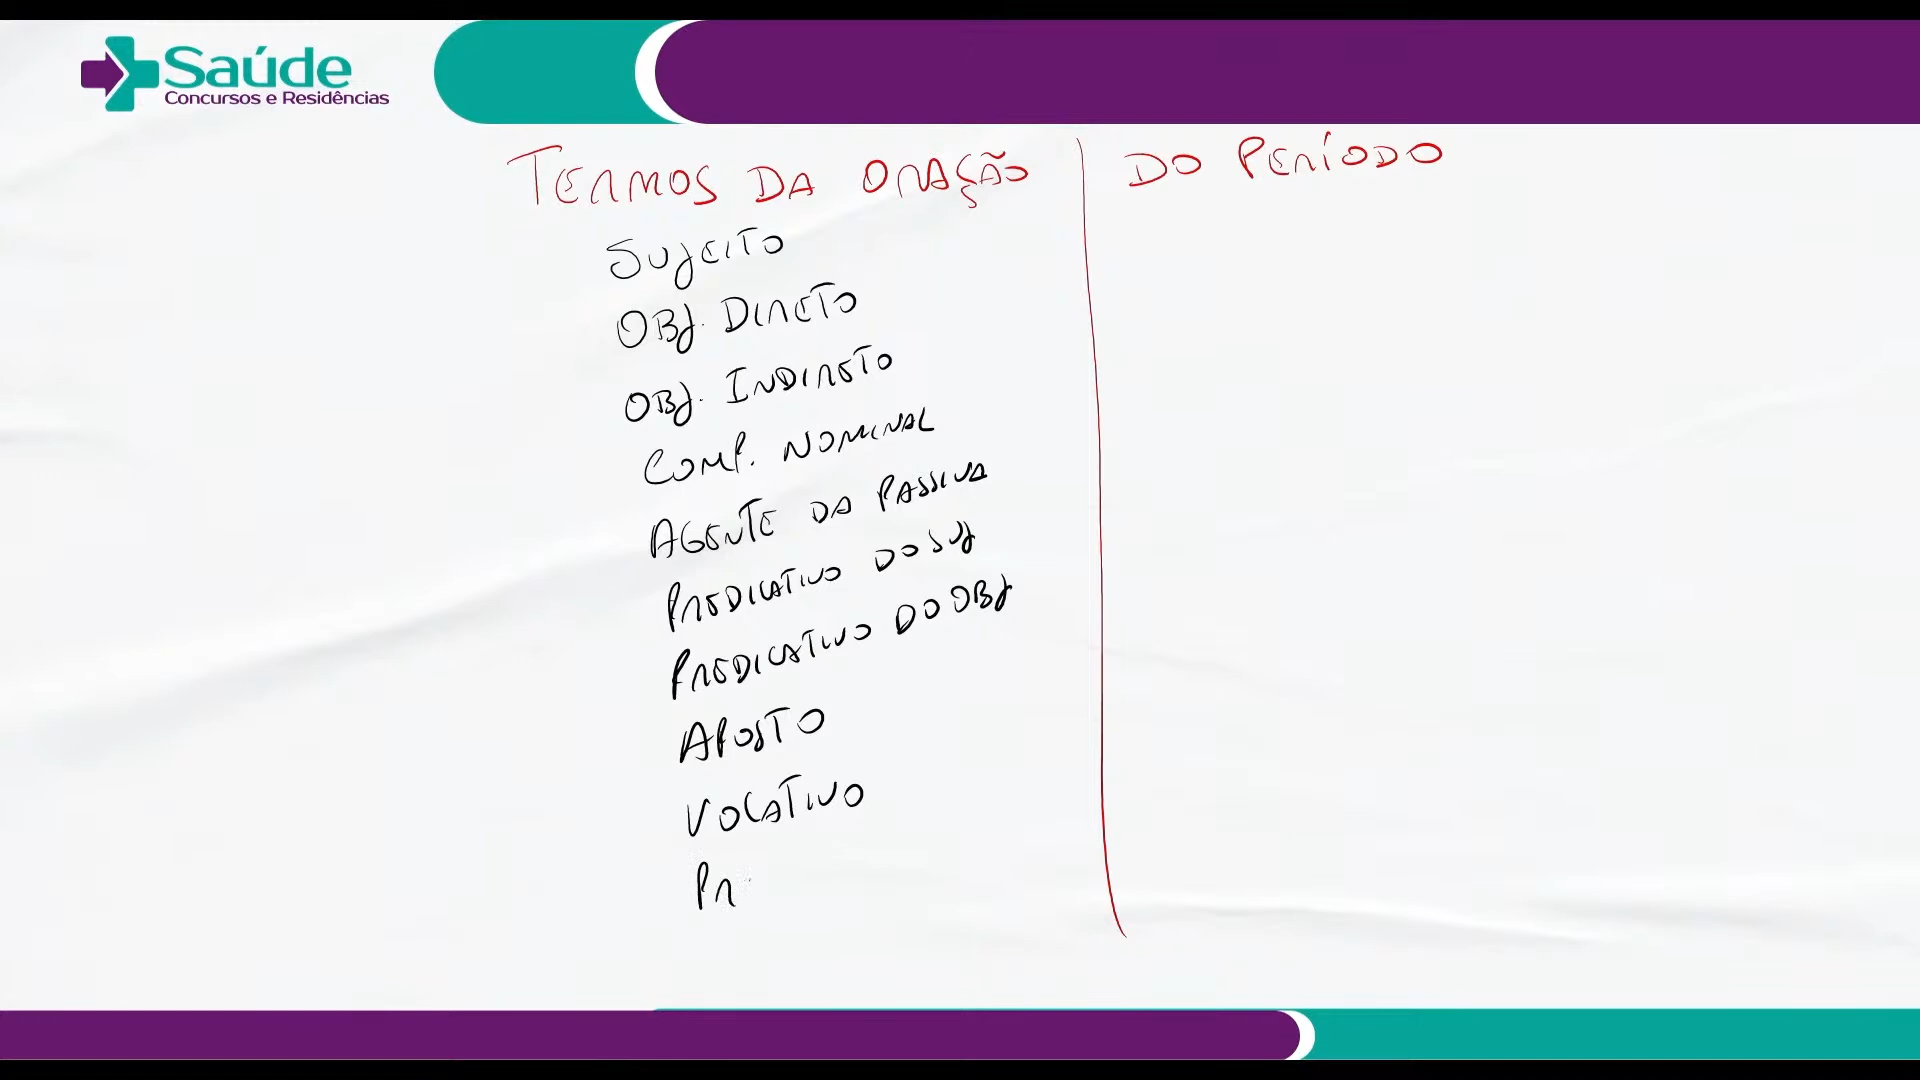 Saúde
Concursos e Residências
TERMOS DA ORAÇÃO
DO PERÍODO
SUJEITO
OBJ. DIRETO
OBJ. INDIRETO
COMP. NOMINAL
AGENTE DA PASSIVA
PREDICATIVO DO SUJ
PREDICATIVO DO OBJ
APOSTO
VOCATIVO
PR